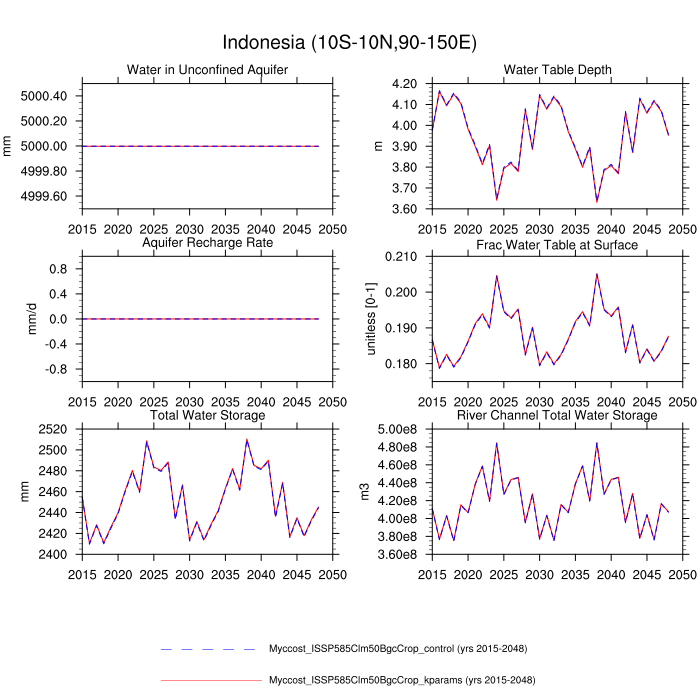 Indonesia (10S-10N,90-150E)
Water in Unconfined Aquifer
5000.40
5000.20
5000.00
4999.80
4999.60
mm
2015 2020 2025 2030 2035 2040 2045 2050
Water Table Depth
4.20
4.10
4.00
3.90
3.80
3.70
3.60
m
2015 2020 2025 2030 2035 2040 2045 2050
Aquifer Recharge Rate
0.8
0.4
0.0
-0.4
-0.8
mm/d
2015 2020 2025 2030 2035 2040 2045 2050
Frac Water Table at Surface
0.210
0.200
0.190
0.180
unitless [0-1]
2015 2020 2025 2030 2035 2040 2045 2050
Total Water Storage
2520
2500
2480
2460
2440
2420
2400
mm
2015 2020 2025 2030 2035 2040 2045 2050
River Channel Total Water Storage
5.00e8
4.80e8
4.60e8
4.40e8
4.20e8
4.00e8
3.80e8
3.60e8
m3
2015 2020 2025 2030 2035 2040 2045 2050
Myccost_ISSP585Clm50BgcCrop_control (yrs 2015-2048)
Myccost_ISSP585Clm50BgcCrop_kparams (yrs 2015-2048)